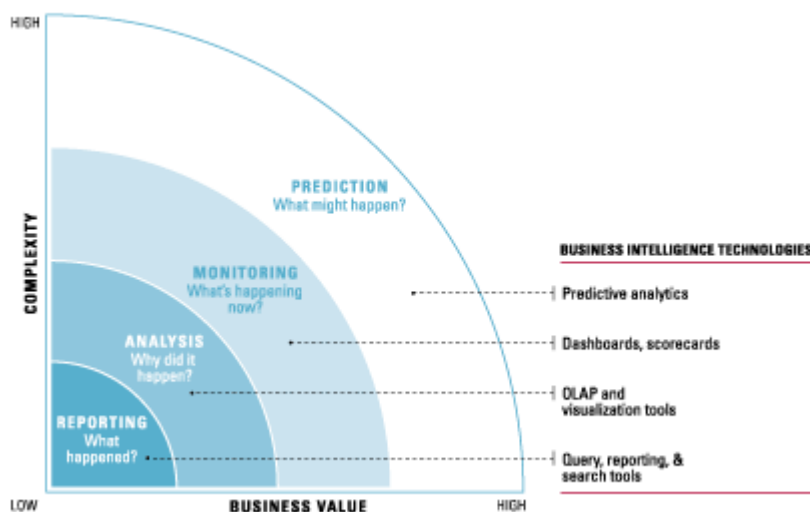 HIGH
PREDICTION
What might happen?
COMPLEXITY
MONITORING
What's happening
now?
ANALYSIS
Why did it
happen?
REPORTING
What
happened?
BUSINESS INTELLIGENCE TECHNOLOGIES
Predictive analytics
Dashboards, scorecards
OLAP and
visualization tools
Query, reporting, &
search tools
LOW
BUSINESS VALUE
HIGH